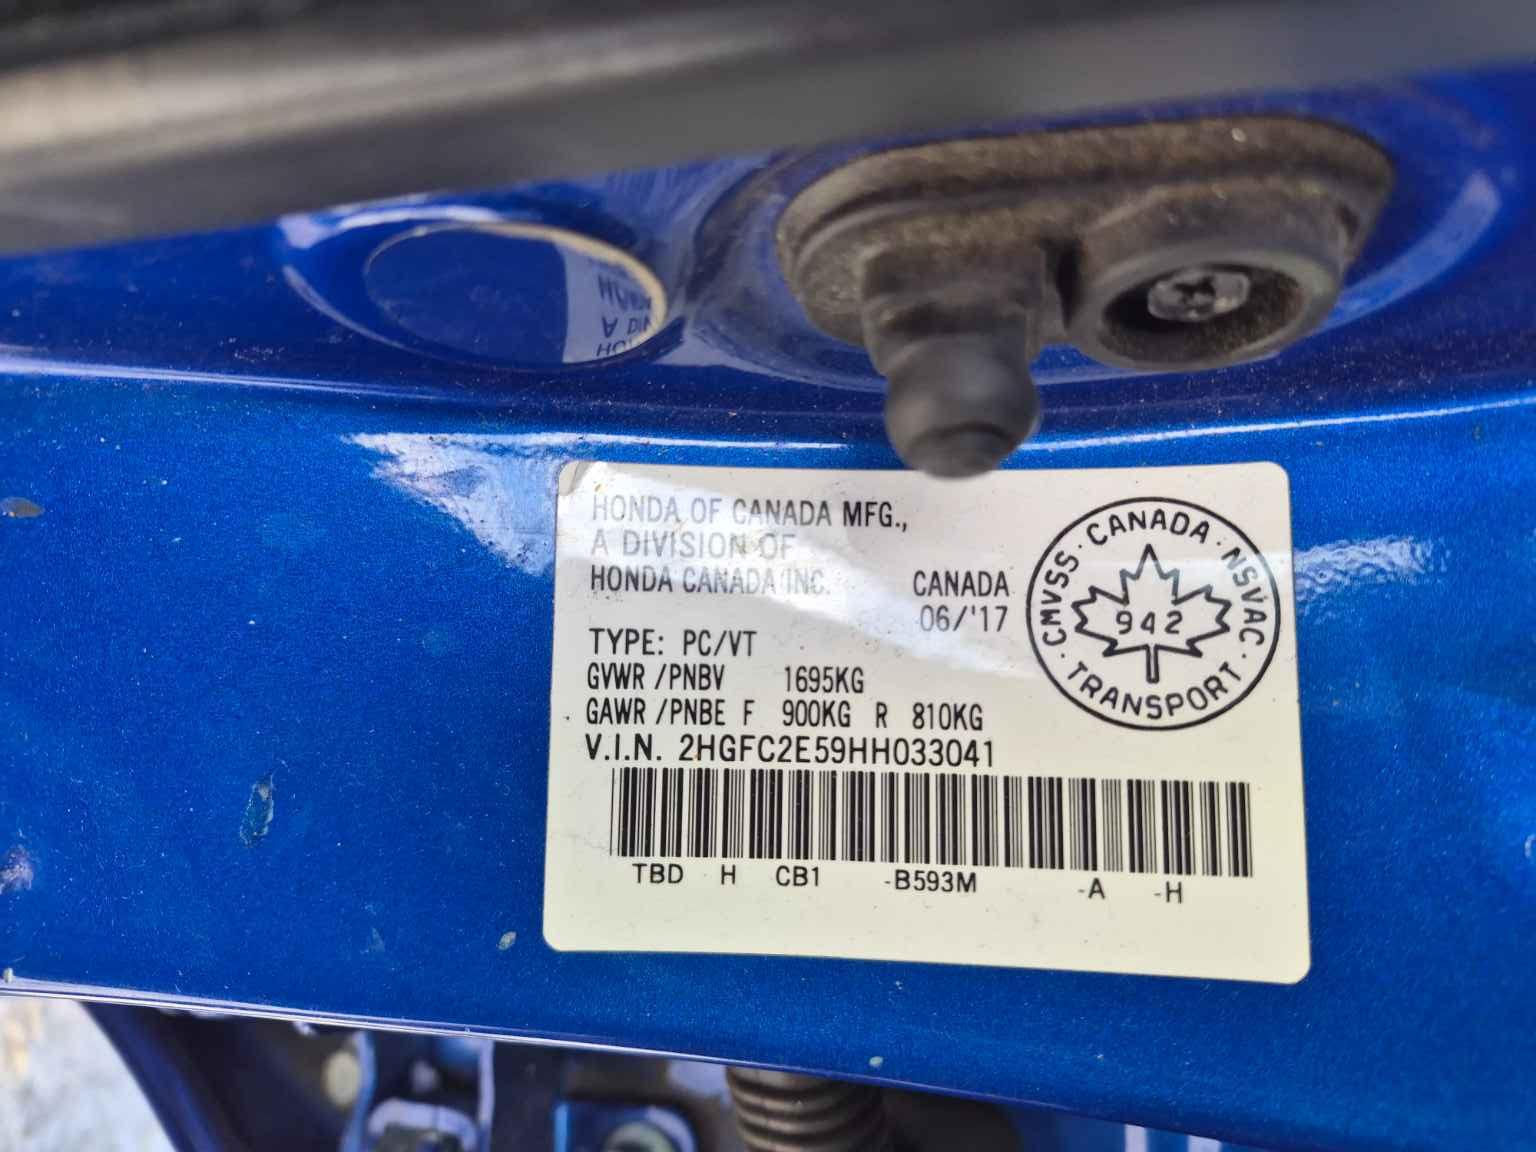 HONDA OF CANADA MFG.,
A DIVISION OF
HONDA CANADA INC.
CANADA
06/'17
TYPE: PC/VT
GVWR /PNBV 1695KG
GAWR /PNBE F 900KG R 810KG
V.I.N. 2HGFC2E59HH033041
TBD H CB1 -B593M -A -H
CMVSS · CANADA · NSVAC · TRANSPORT ·
942